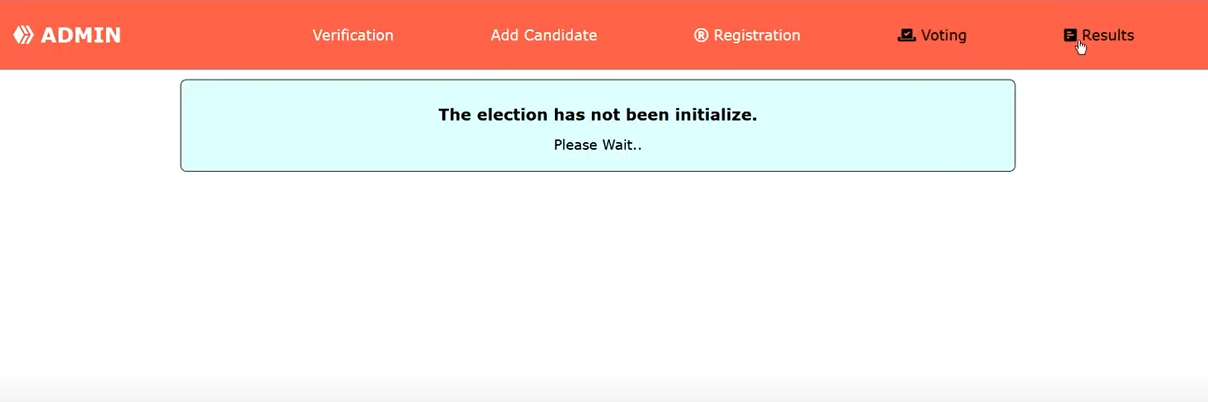 ADMIN
Verification
Add Candidate
® Registration
Voting
Results
The election has not been initialize.
Please Wait..